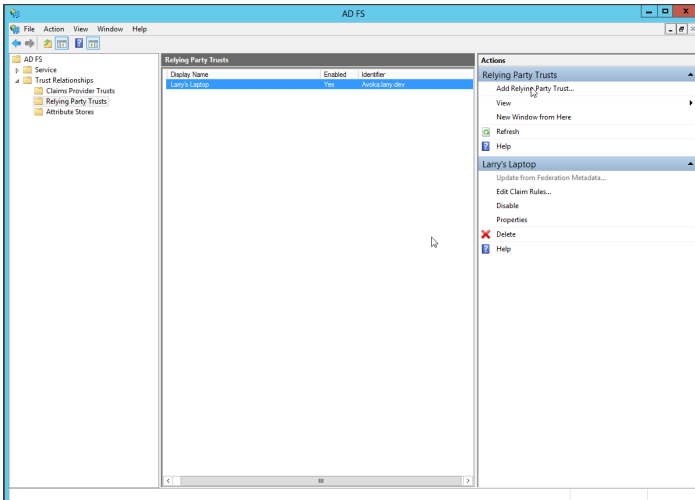 AD FS
File Action View Window Help
AD FS
Service
Trust Relationships
Claims Provider Trusts
Relying Party Trusts
Attribute Stores
Relying Party Trusts
Display Name Enabled Identifier
Larry's Laptop Yes Avoka.larry.dev
Actions
Relying Party Trusts
Add Relying Party Trust...
View
New Window from Here
Refresh
Help
Larry's Laptop
Update from Federation Metadata...
Edit Claim Rules...
Disable
Properties
Delete
Help